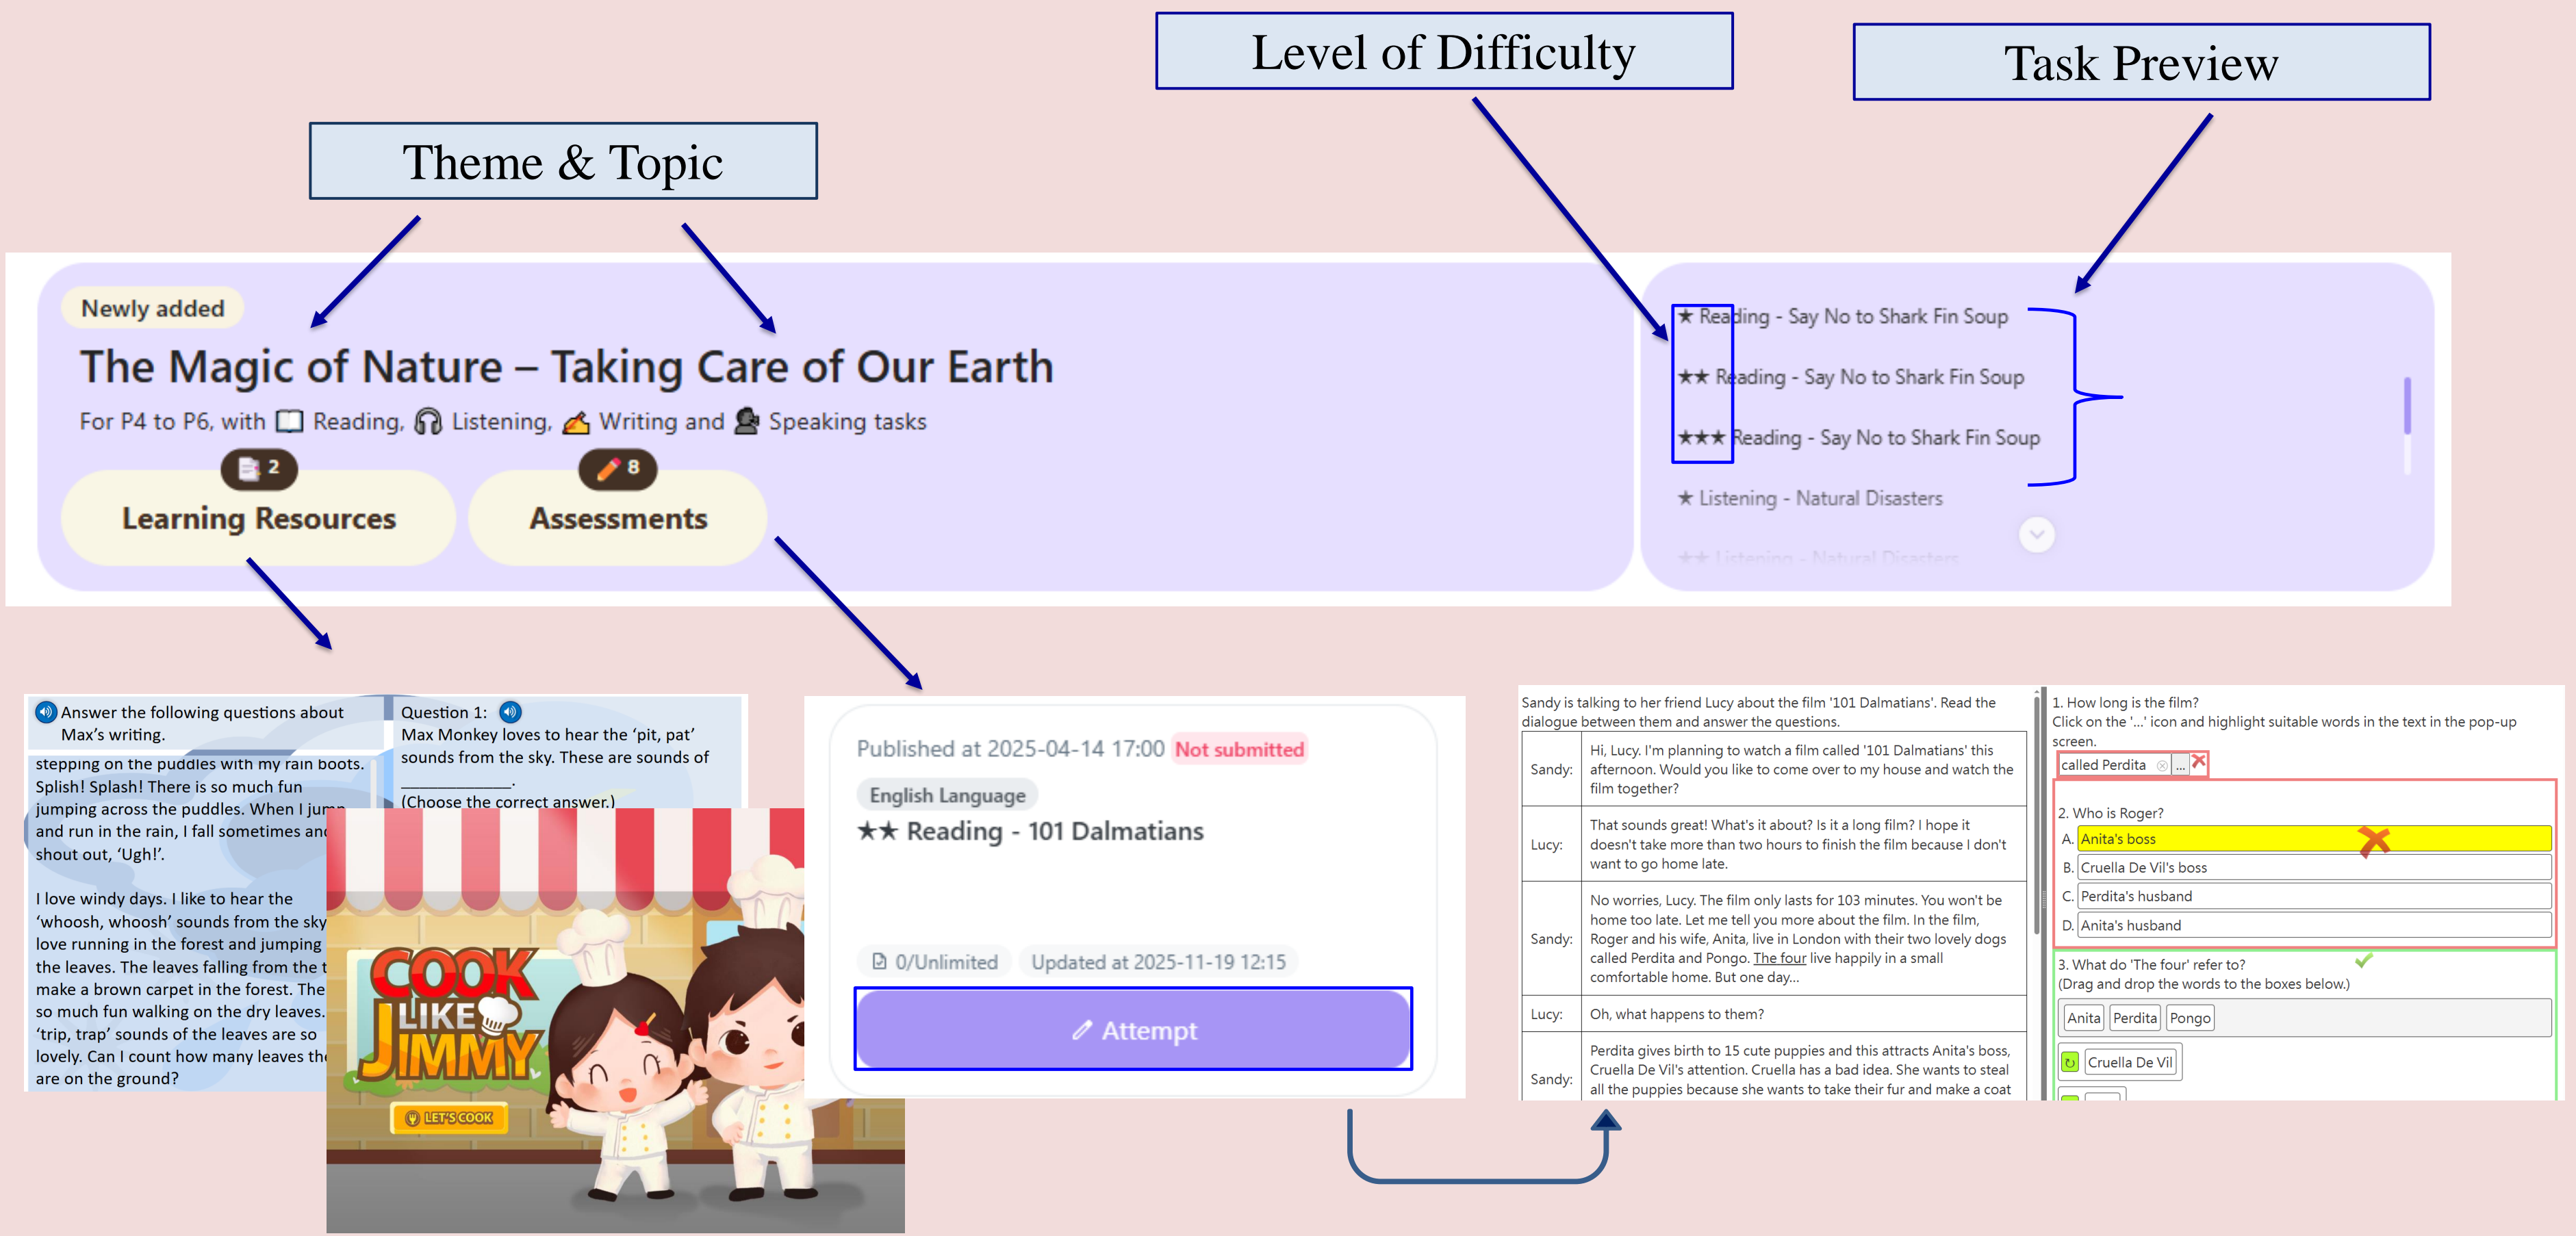 Level of Difficulty
Task Preview
Theme & Topic
Newly added
The Magic of Nature – Taking Care of Our Earth
For P4 to P6, with Reading, Listening, Writing and Speaking tasks
2
Learning Resources
8
Assessments
★ Reading - Say No to Shark Fin Soup
★★ Reading - Say No to Shark Fin Soup
★★★ Reading - Say No to Shark Fin Soup
★ Listening - Natural Disasters
★★ Listening - Natural Disasters
Answer the following questions about
Max's writing.
stepping on the puddles with my rain boots.
Splish! Splash! There is so much fun
jumping across the puddles. When I jump
and run in the rain, I fall sometimes and
shout out, ‘Ugh!’.
I love windy days. I like to hear the
‘whoosh, whoosh’ sounds from the sky
love running in the forest and jumping
the leaves. The leaves falling from the t
make a brown carpet in the forest. The
so much fun walking on the dry leaves.
‘trip, trap’ sounds of the leaves are so
lovely. Can I count how many leaves the
are on the ground?
Question 1:
Max Monkey loves to hear the ‘pit, pat’
sounds from the sky. These are sounds of
____________.
(Choose the correct answer.)
COOK
LIKE
JIMMY
LET'S COOK
Published at 2025-04-14 17:00 Not submitted
English Language
★★ Reading - 101 Dalmatians
0/Unlimited Updated at 2025-11-19 12:15
Attempt
Sandy is talking to her friend Lucy about the film '101 Dalmatians'. Read the
dialogue between them and answer the questions.
Sandy:
Hi, Lucy. I'm planning to watch a film called '101 Dalmatians' this
afternoon. Would you like to come over to my house and watch the
film together?
Lucy:
That sounds great! What's it about? Is it a long film? I hope it
doesn't take more than two hours to finish the film because I don't
want to go home late.
Sandy:
No worries, Lucy. The film only lasts for 103 minutes. You won't be
home too late. Let me tell you more about the film. In the film,
Roger and his wife, Anita, live in London with their two lovely dogs
called Perdita and Pongo. The four live happily in a small
comfortable home. But one day...
Lucy:
Oh, what happens to them?
Sandy:
Perdita gives birth to 15 cute puppies and this attracts Anita's boss,
Cruella De Vil's attention. Cruella has a bad idea. She wants to steal
all the puppies because she wants to take their fur and make a coat
1. How long is the film?
Click on the '...' icon and highlight suitable words in the text in the pop-up
screen.
called Perdita ...
2. Who is Roger?
A. Anita's boss
B. Cruella De Vil's boss
C. Perdita's husband
D. Anita's husband
3. What do 'The four' refer to?
(Drag and drop the words to the boxes below.)
Anita Perdita Pongo
Cruella De Vil